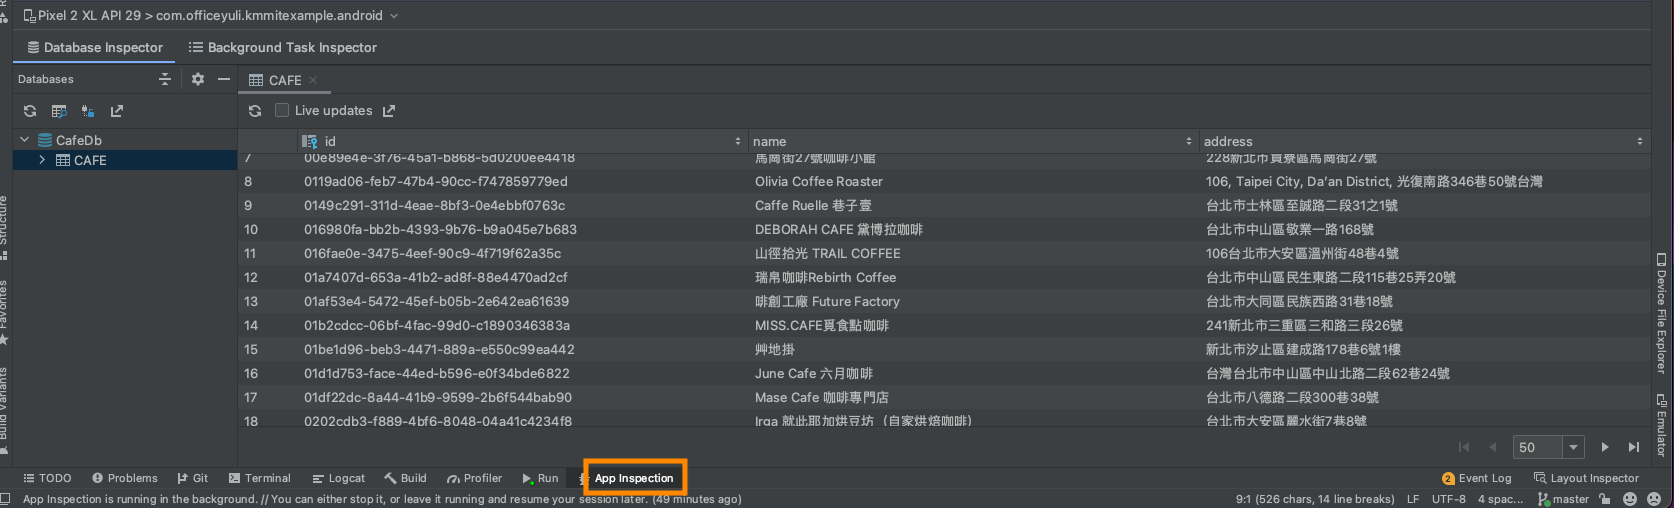 Pixel 2 XL API 29 > com.officeyuli.kmmitexample.android
Database Inspector Background Task Inspector
Databases CAFE
Live updates
CafeDb
CAFE
id name address
7 00e89e4e-3f76-45a1-b868-5d0200ee4418 馬崗街27號咖啡小館 228新北市貢寮區馬崗街27號
8 0119ad06-feb7-47b4-90cc-f747859779ed Olivia Coffee Roaster 106, Taipei City, Da’an District, 光復南路346巷50號台灣
9 0149c291-311d-4eae-8bf3-0e4ebbf0763c Caffe Ruelle 巷子壹 台北市士林區至誠路二段31之1號
10 016980fa-bb2b-4393-9b76-b9a045e7b683 DEBORAH CAFE 黛博拉咖啡 台北市中山區敬業一路168號
11 016fae0e-3475-4eef-90c9-4f719f62a35c 山徑拾光 TRAIL COFFEE 106台北市大安區溫州街48巷4號
12 01a7407d-653a-41b2-ad8f-88e4470ad2cf 瑞帛咖啡Rebirth Coffee 台北市中山區民生東路二段115巷25弄20號
13 01af53e4-5472-45ef-b05b-2e642ea61639 啡創工廠 Future Factory 台北市大同區民族西路31巷18號
14 01b2cdcc-06bf-4fac-99d0-c1890346383a MISS.CAFE覓食點咖啡 241新北市三重區三和路三段26號
15 01be1d96-beb3-4471-889a-e550c99ea442 艸地掛 新北市汐止區建成路178巷6號1樓
16 01d1d753-face-44ed-b596-e0f34bde6822 June Cafe 六月咖啡 台灣台北市中山區中山北路二段62巷24號
17 01df22dc-8a44-41b9-9599-2b6f544bab90 Mase Cafe 咖啡專門店 台北市八德路二段300巷38號
18 0202cdb3-f889-4bf6-8048-04a41c4234f8 Irga 就此耶加烘豆坊（自家烘焙咖啡） 台北市大安區麗水街7巷8號
50
Structure
Favorites
Build Variants
Device File Explorer
Emulator
TODO Problems Git Terminal Logcat Build Profiler Run App Inspection 2 Event Log Layout Inspector
App Inspection is running in the background. // You can either stop it, or leave it running and resume your session later. (49 minutes ago) 9:1 (526 chars, 14 line breaks) LF UTF-8 4 spac... master